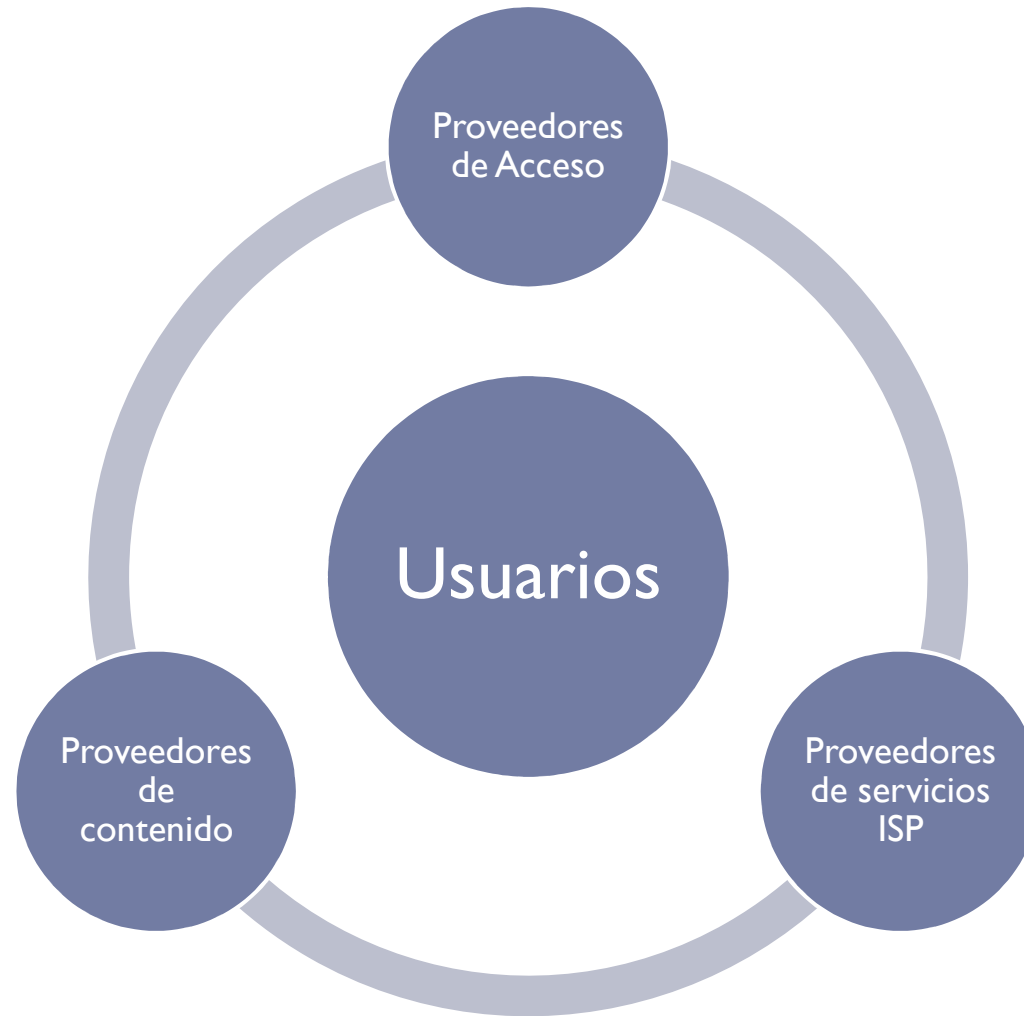 Proveedores
de Acceso
Usuarios
Proveedores
de
contenido
Proveedores
de servicios
ISP